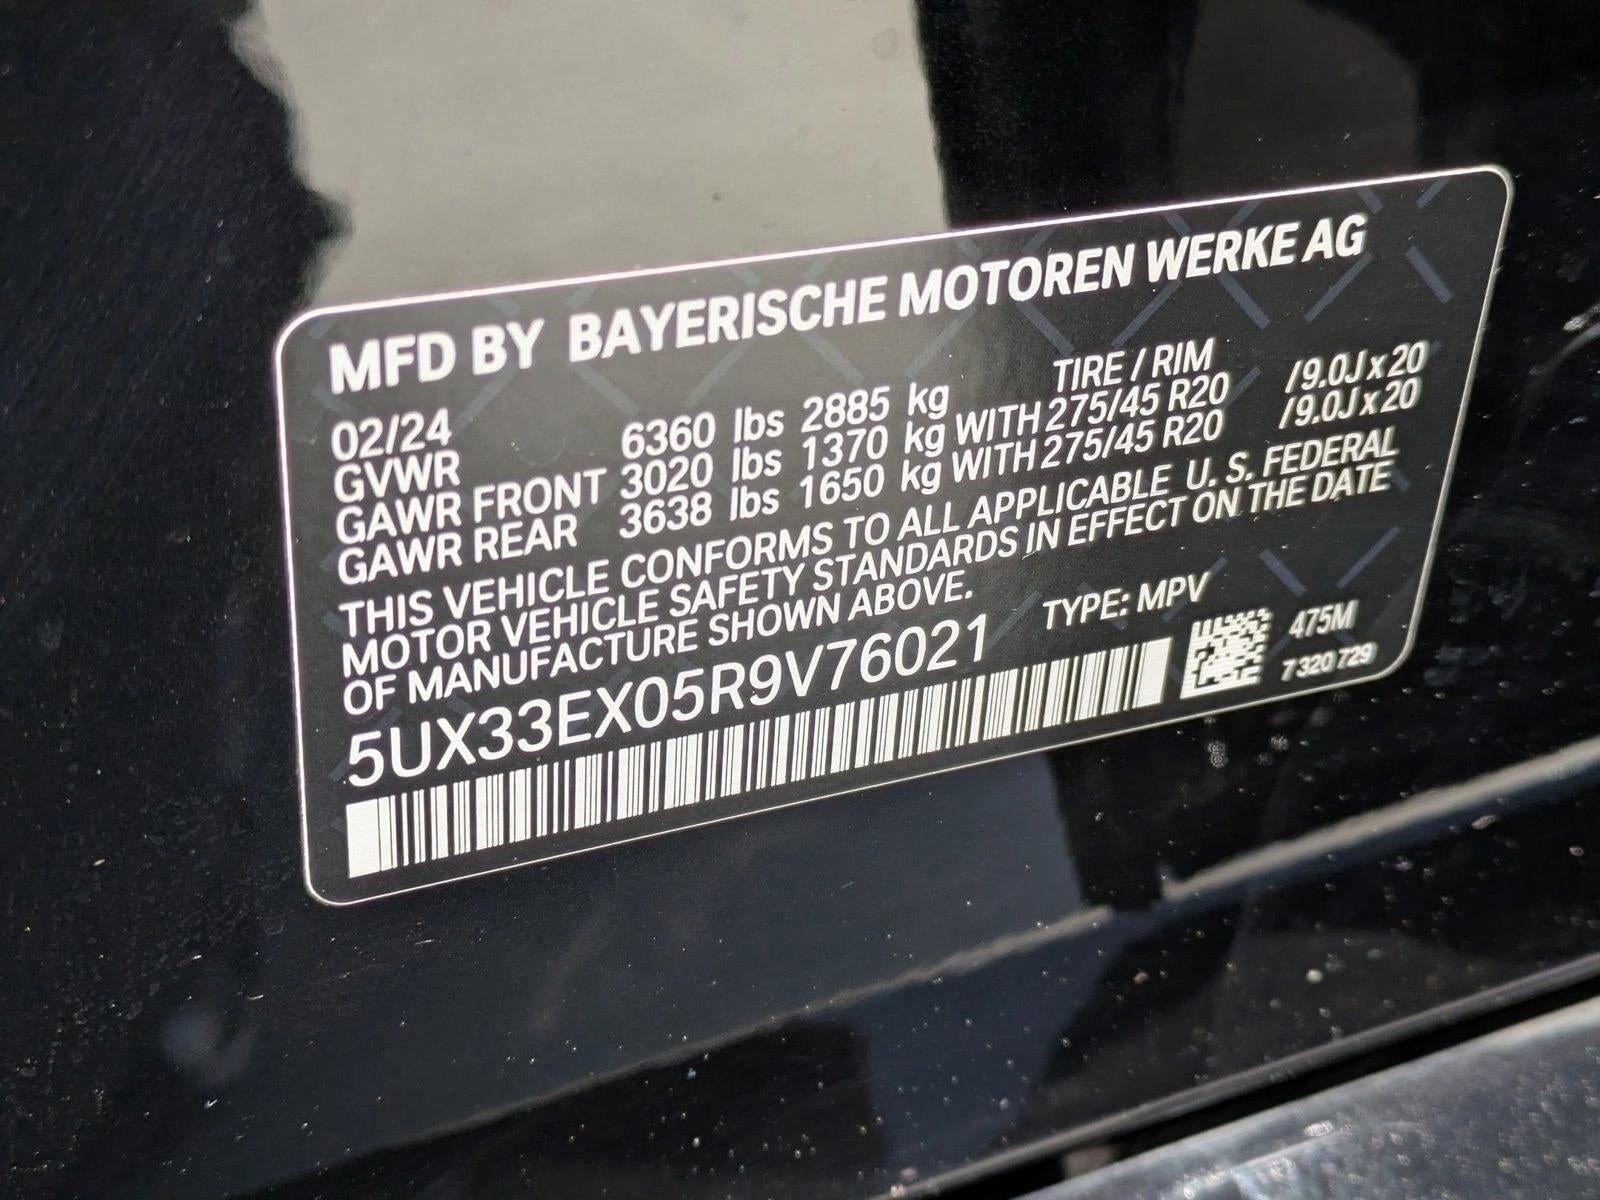 MFD BY BAYERISCHE MOTOREN WERKE AG
02/24 TIRE / RIM
GVWR 6360 lbs 2885 kg
GAWR FRONT 3020 lbs 1370 kg WITH 275/45 R20 /9.0J x 20
GAWR REAR 3638 lbs 1650 kg WITH 275/45 R20 /9.0J x 20
THIS VEHICLE CONFORMS TO ALL APPLICABLE U. S. FEDERAL
MOTOR VEHICLE SAFETY STANDARDS IN EFFECT ON THE DATE
OF MANUFACTURE SHOWN ABOVE.
5UX33EX05R9V76021 TYPE: MPV
475M
7 320 729